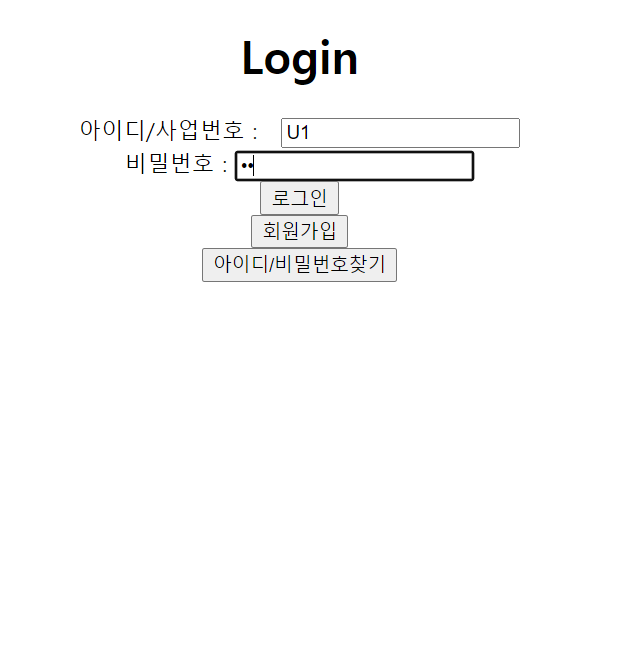 Login
아이디/사업번호 : U1
비밀번호 : ••
로그인
회원가입
아이디/비밀번호찾기